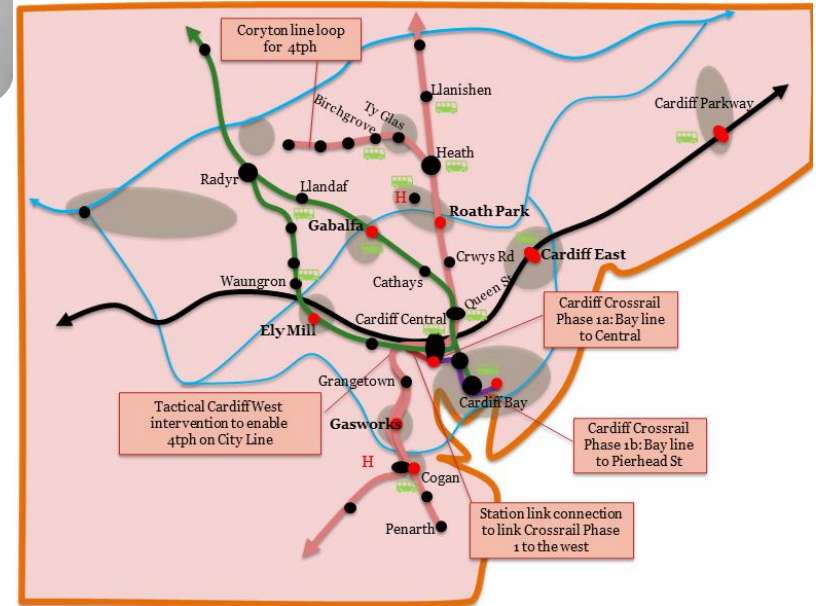 Coryton line loop
for 4tph
Llanishen
Birchgrove
Ty Glas
Cardiff Parkway
Heath
Radyr
Llandaf
H
Roath Park
Gabalfa
Crwys Rd
Cardiff East
Cathays
Queen St
Waungron
Cardiff Central
Ely Mill
Cardiff Crossrail
Phase 1a: Bay line
to Central
Grangetown
Cardiff Bay
Tactical Cardiff West
intervention to enable
4tph on City Line
Gasworks
Cardiff Crossrail
Phase 1b: Bay line
to Pierhead St
H
Cogan
Penarth
Station link connection
to link Crossrail Phase
1 to the west